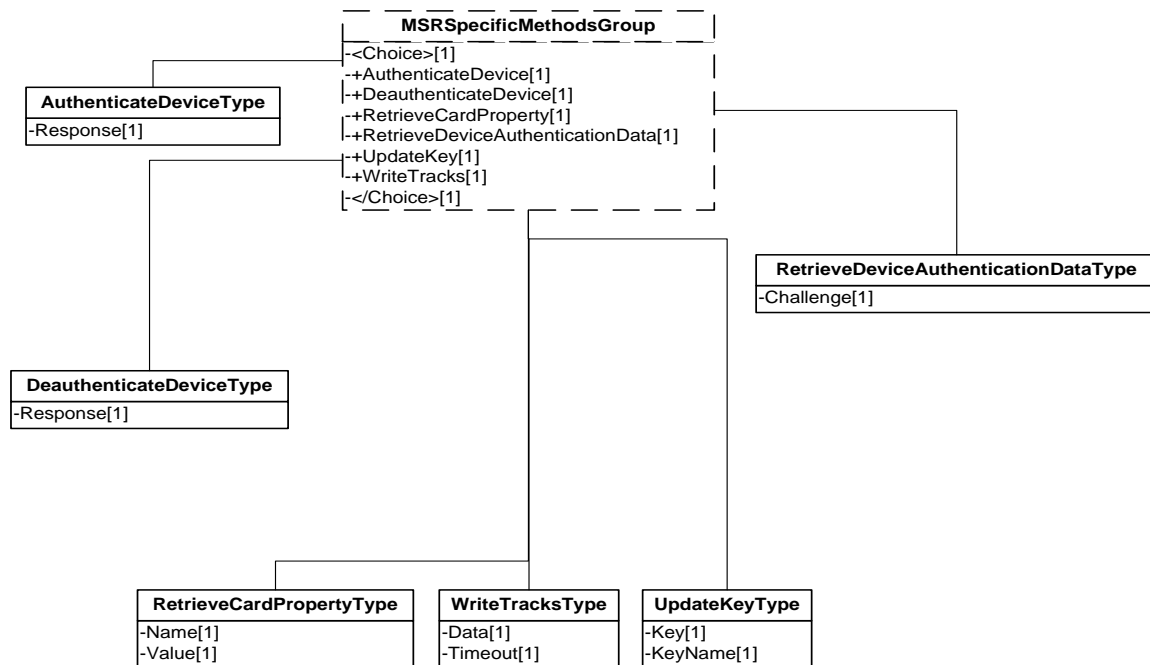 MSRSpecificMethodsGroup
-<Choice>[1]
-+AuthenticateDevice[1]
-+DeauthenticateDevice[1]
-+RetrieveCardProperty[1]
-+RetrieveDeviceAuthenticationData[1]
-+UpdateKey[1]
-+WriteTracks[1]
-</Choice>[1]
AuthenticateDeviceType
-Response[1]
RetrieveDeviceAuthenticationDataType
-Challenge[1]
DeauthenticateDeviceType
-Response[1]
RetrieveCardPropertyType
-Name[1]
-Value[1]
WriteTracksType
-Data[1]
-Timeout[1]
UpdateKeyType
-Key[1]
-KeyName[1]